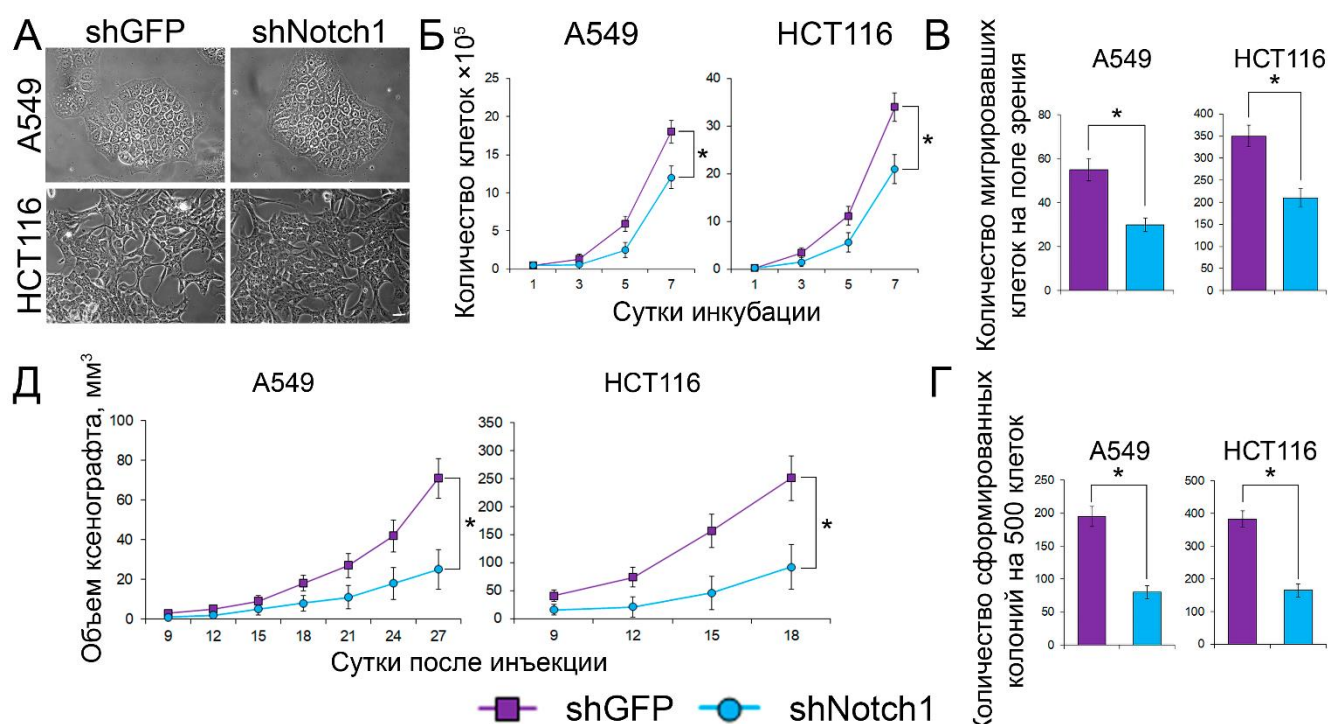 А
shGFP
shNotch1
A549
HCT116
Б
A549
HCT116
Количество клеток ×10⁵
25
20
15
10
5
0
1 3 5 7
40
30
20
10
0
1 3 5 7
Сутки инкубации
*
*
В
A549
HCT116
Количество мигрировавших
клеток на поле зрения
80
60
40
20
0
*
400
350
300
250
200
150
100
50
0
*
Д
A549
HCT116
Объем ксенографта, мм³
100
80
60
40
20
0
9 12 15 18 21 24 27
*
350
300
250
200
150
100
50
0
9 12 15 18
*
Сутки после инъекции
Г
A549
HCT116
Количество сформированных
колоний на 500 клеток
200
150
100
50
0
*
500
400
300
200
100
0
*
shGFP
shNotch1